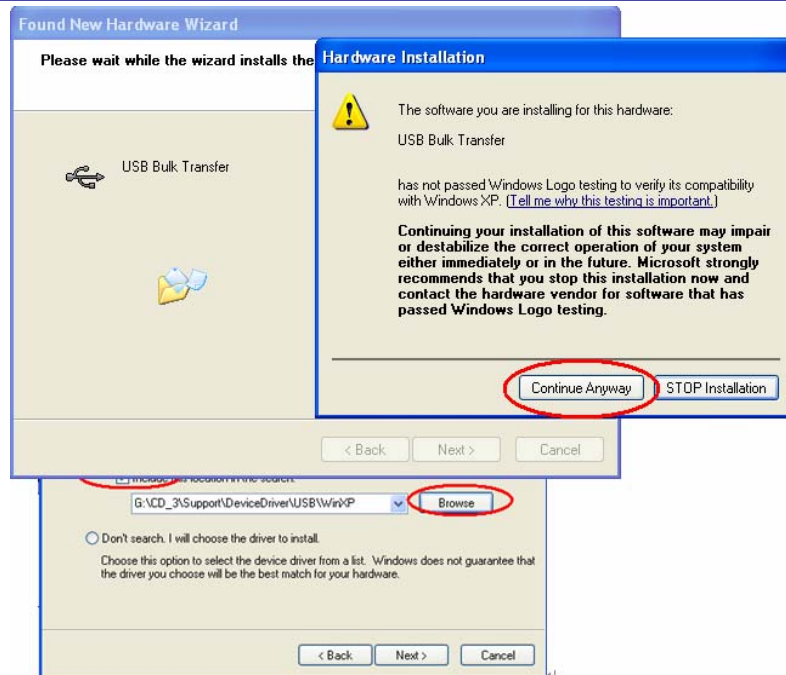 Found New Hardware Wizard
Please wait while the wizard installs the
Hardware Installation
The software you are installing for this hardware:
USB Bulk Transfer
USB Bulk Transfer
has not passed Windows Logo testing to verify its compatibility
with Windows XP. (Tell me why this testing is important.)
Continuing your installation of this software may impair
or destabilize the correct operation of your system
either immediately or in the future. Microsoft strongly
recommends that you stop this installation now and
contact the hardware vendor for software that has
passed Windows Logo testing.
Continue Anyway STOP Installation
< Back Next > Cancel
Include this location in the search:
G:\CD_3\Support\DeviceDriver\USB\WinXP Browse
Don't search. I will choose the driver to install.
Choose this option to select the device driver from a list. Windows does not guarantee that
the driver you choose will be the best match for your hardware.
< Back Next > Cancel